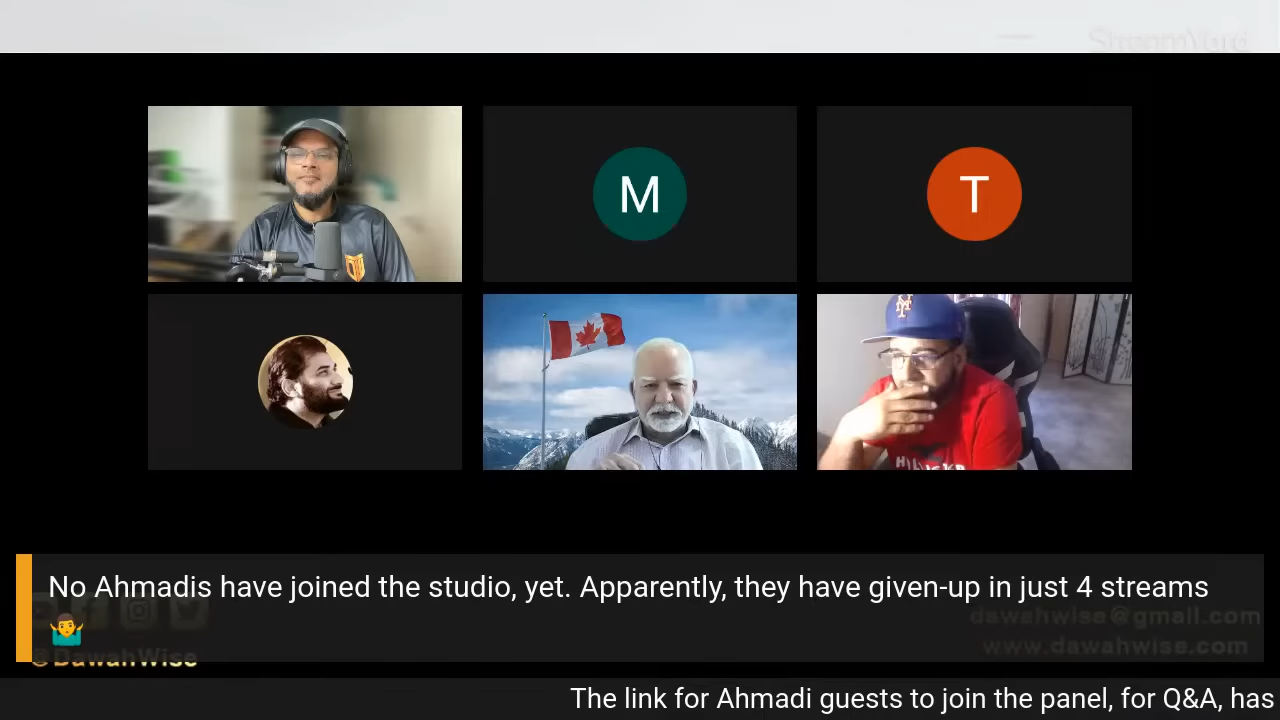 StreamYard
M
T
No Ahmadis have joined the studio, yet. Apparently, they have given-up in just 4 streams
dawahwise@gmail.com
www.dawahwise.com
@DawahWise
The link for Ahmadi guests to join the panel, for Q&A, has